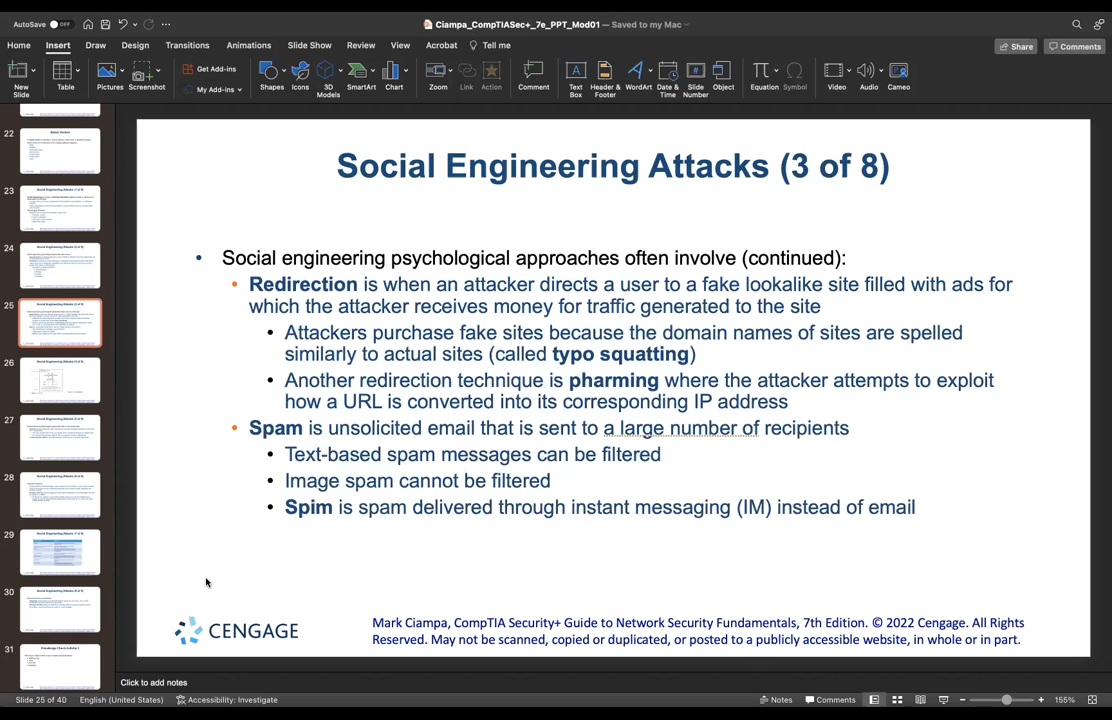 AutoSave OFF
Ciampa_CompTIASec+_7e_PPT_Mod01 — Saved to my Mac
Home Insert Draw Design Transitions Animations Slide Show Review View Acrobat Tell me
Share Comments
New Slide
Table
Pictures
Screenshot
Get Add-ins
My Add-ins
Shapes
Icons
3D Models
SmartArt
Chart
Zoom
Link
Action
Comment
Text Box
Header & Footer
WordArt
Date & Time
Slide Number
Object
Equation
Symbol
Video
Audio
Cameo
22
23
24
25
26
27
28
29
30
31
Social Engineering Attacks (3 of 8)
• Social engineering psychological approaches often involve (continued):
• Redirection is when an attacker directs a user to a fake lookalike site filled with ads for
which the attacker receives money for traffic generated to the site
• Attackers purchase fake sites because the domain names of sites are spelled
similarly to actual sites (called typo squatting)
• Another redirection technique is pharming where the attacker attempts to exploit
how a URL is converted into its corresponding IP address
• Spam is unsolicited email that is sent to a large number of recipients
• Text-based spam messages can be filtered
• Image spam cannot be filtered
• Spim is spam delivered through instant messaging (IM) instead of email
CENGAGE
Mark Ciampa, CompTIA Security+ Guide to Network Security Fundamentals, 7th Edition. © 2022 Cengage. All Rights
Reserved. May not be scanned, copied or duplicated, or posted to a publicly accessible website, in whole or in part.
Click to add notes
Slide 25 of 40 English (United States) Accessibility: Investigate
Notes Comments 155%